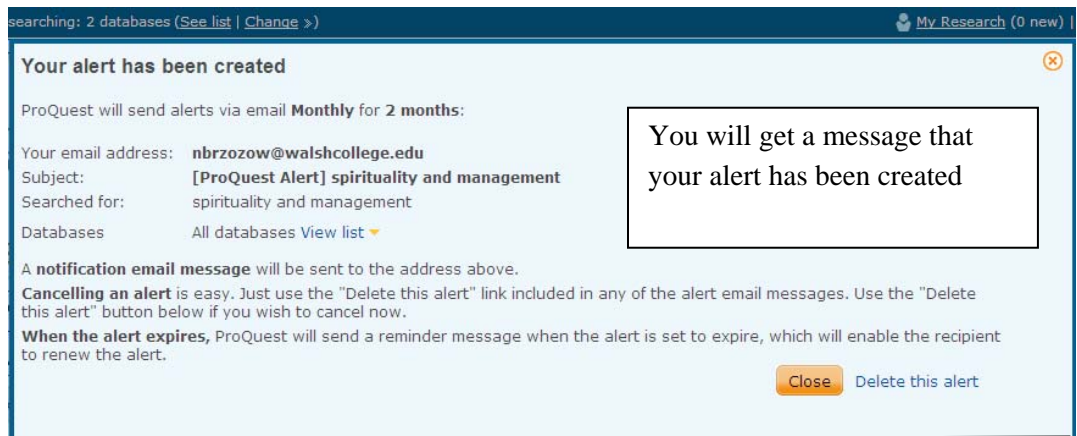 searching: 2 databases (See list | Change »)
My Research (0 new) |
Your alert has been created
ProQuest will send alerts via email Monthly for 2 months:
Your email address: nbrzozow@walshcollege.edu
Subject: [ProQuest Alert] spirituality and management
Searched for: spirituality and management
Databases All databases View list
You will get a message that
your alert has been created
A notification email message will be sent to the address above.
Cancelling an alert is easy. Just use the "Delete this alert" link included in any of the alert email messages. Use the "Delete
this alert" button below if you wish to cancel now.
When the alert expires, ProQuest will send a reminder message when the alert is set to expire, which will enable the recipient
to renew the alert.
Close Delete this alert